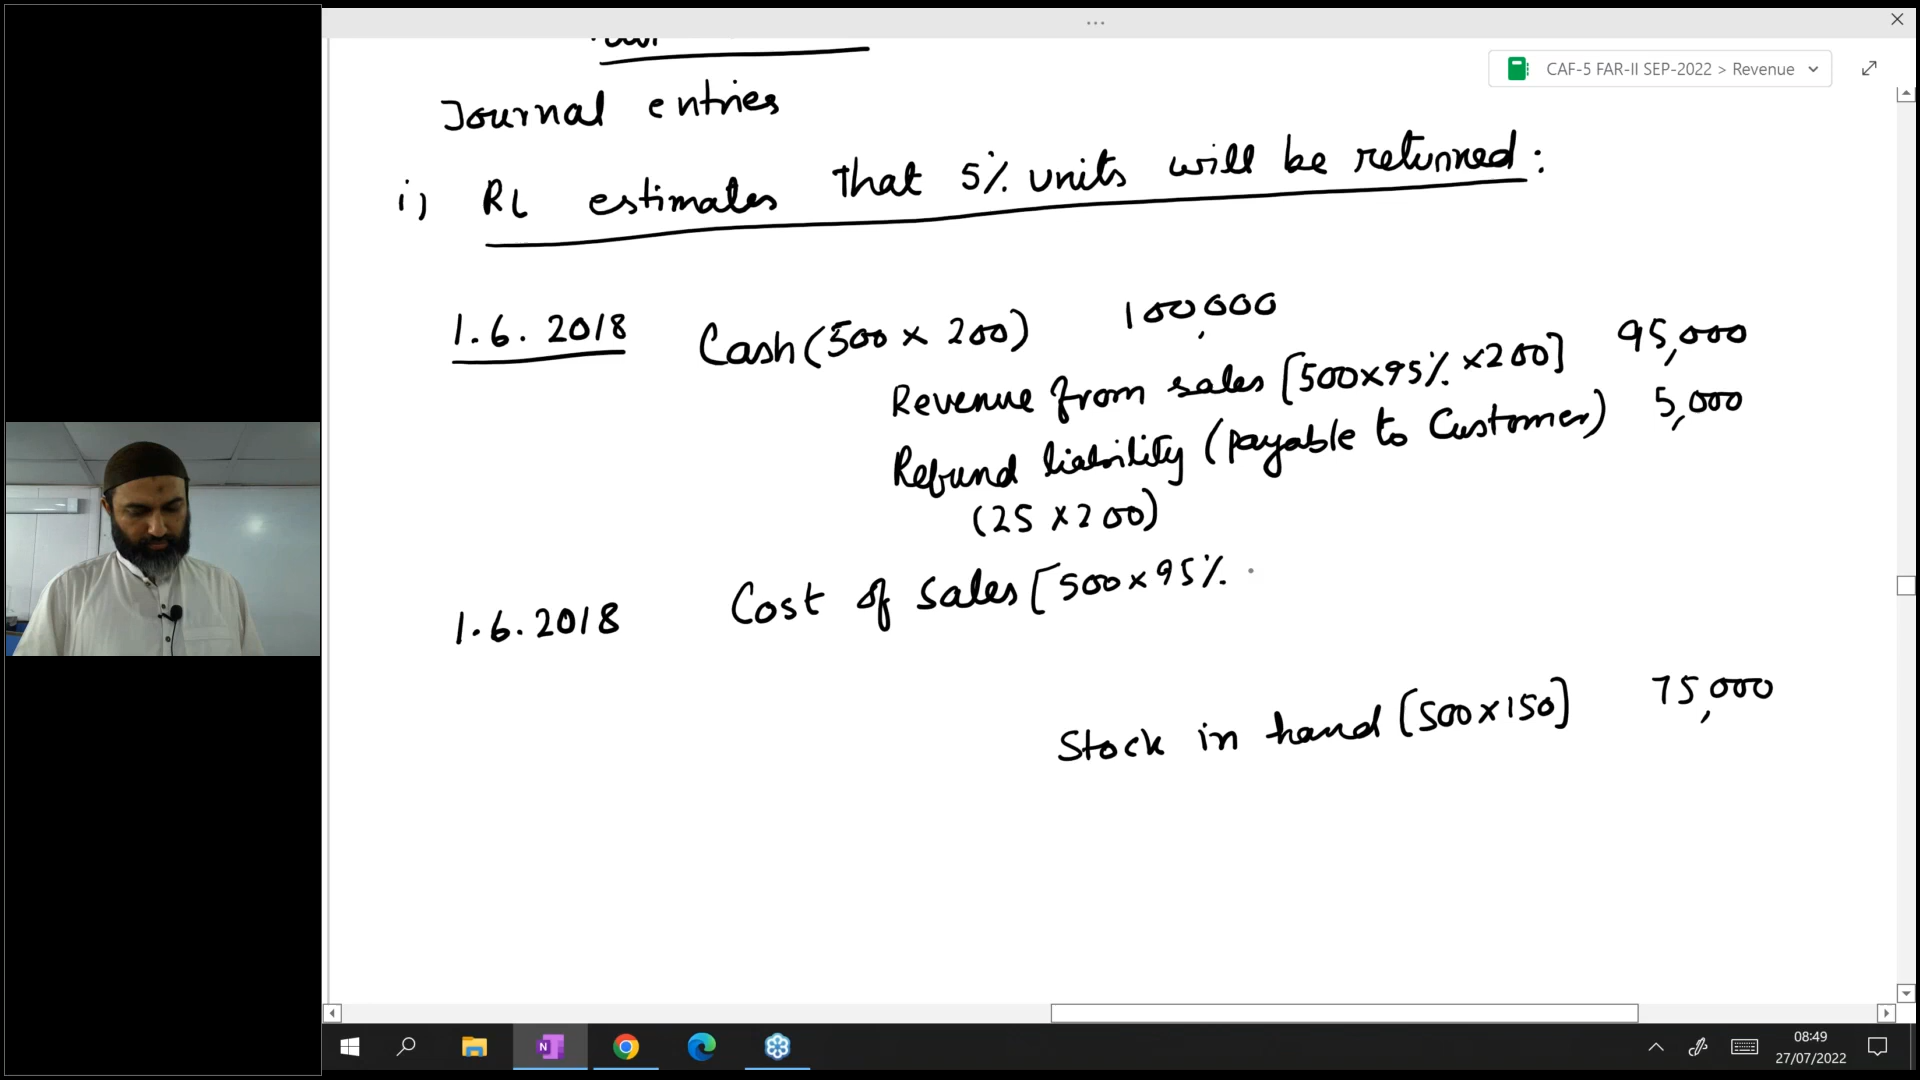 CAF-5 FAR-II SEP-2022 > Revenue
Journal entries
i) RL estimates that 5% units will be returned:
1.6.2018 Cash (500 x 200) 100,000
Revenue from sales [500x95% x200] 95,000
Refund liability (payable to Customer) 5,000
(25 x 200)
1.6.2018 Cost of sales [500x95%
Stock in hand [500x150] 75,000
08:49
27/07/2022